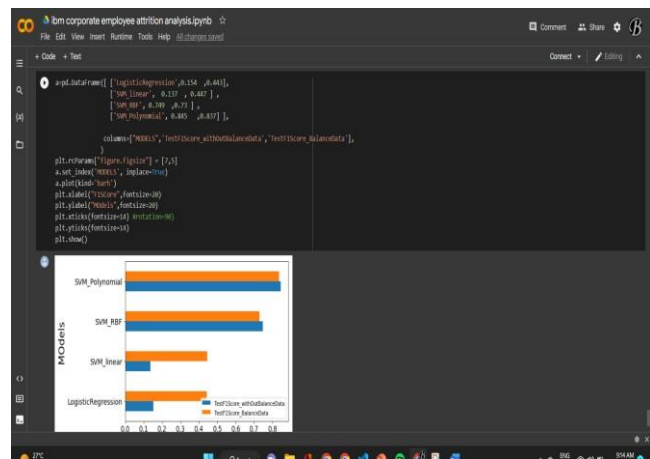 ibm corporate employee attrition analysis.ipynb
File Edit View Insert Runtime Tools Help All changes saved
Comment Share B
+ Code + Text
Connect Editing
a=pd.DataFrame([ ['LogisticRegression',0.154 ,0.443],
['SVM_linear', 0.137 , 0.447 ],
['SVM_RBF', 0.749 ,0.73 ] ,
['SVM_Polynomial', 0.845 ,0.837] ],
columns=["MODELS",'TestF1Score_withOutBalanceData','TestF1Score_BalanceData'],
)
plt.rcParams["figure.figsize"] = [7,5]
a.set_index('MODELS', inplace=True)
a.plot(kind='barh')
plt.xlabel("F1SCore",fontsize=20)
plt.ylabel("MOdels",fontsize=20)
plt.xticks(fontsize=14) #rotation=90)
plt.yticks(fontsize=14)
plt.show()
SVM_Polynomial
SVM_RBF
SVM_linear
LogisticRegression
MOdels
TestF1Score_withOutBalanceData
TestF1Score_BalanceData
0.0 0.1 0.2 0.3 0.4 0.5 0.6 0.7 0.8
27°C
ENG
9:54 AM